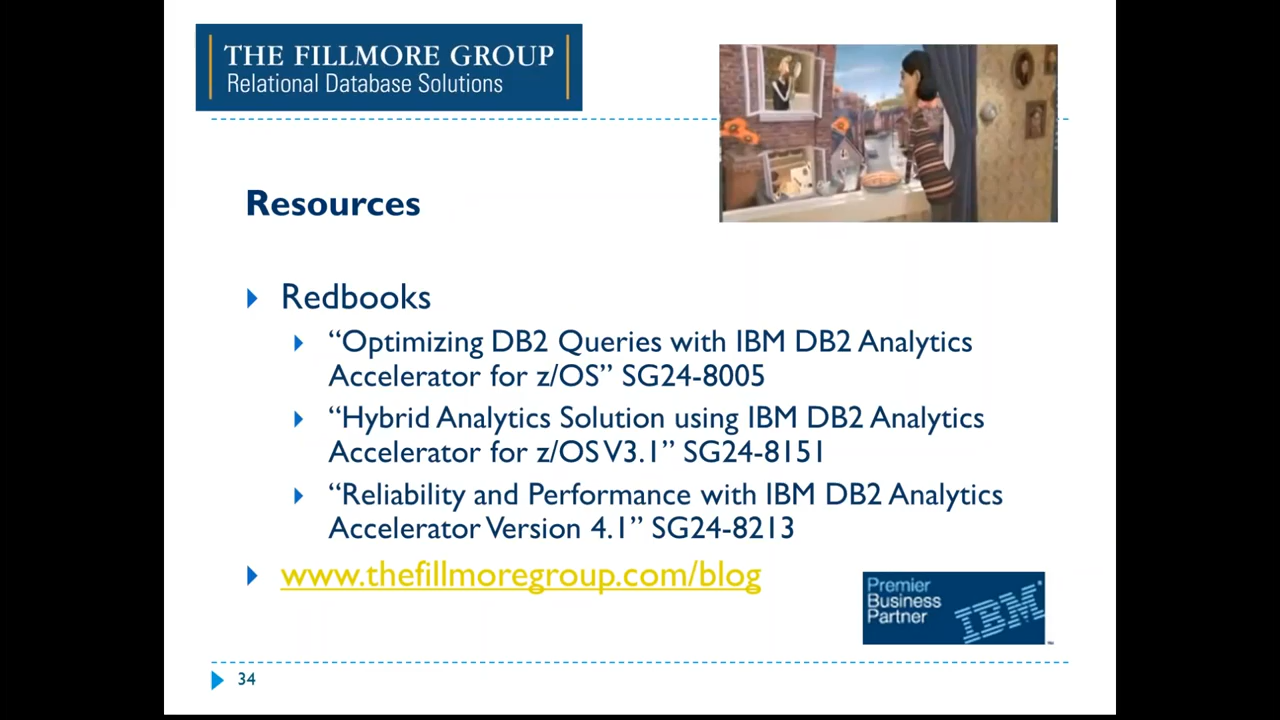 THE FILLMORE GROUP
Relational Database Solutions
Resources
Redbooks
“Optimizing DB2 Queries with IBM DB2 Analytics
Accelerator for z/OS” SG24-8005
“Hybrid Analytics Solution using IBM DB2 Analytics
Accelerator for z/OS V3.1” SG24-8151
“Reliability and Performance with IBM DB2 Analytics
Accelerator Version 4.1” SG24-8213
www.thefillmoregroup.com/blog
Premier
Business
Partner
IBM
34